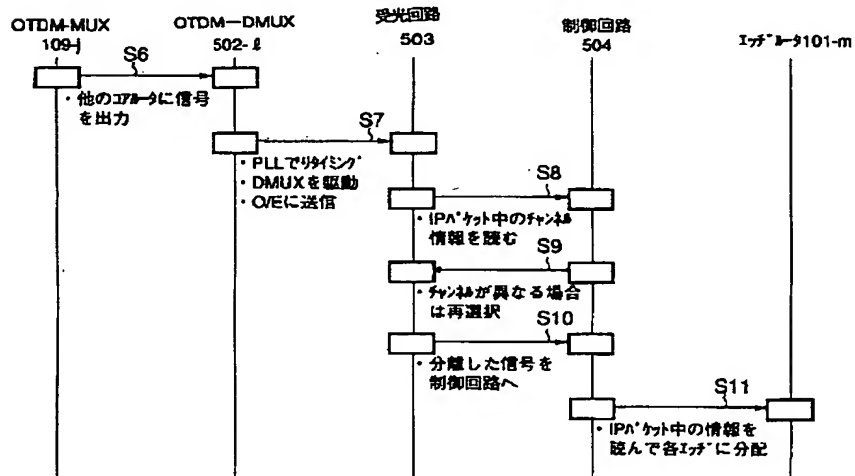 OTDM-MUX
109-j
OTDM－DMUX
502-ℓ
受光回路
503
制御回路
504
ｴｯｼﾞﾙｰﾀ101-m
S6
・他のｺｱﾙｰﾀに信号
を出力
S7
・PLLでﾘﾀｲﾐﾝｸﾞ
・DMUXを駆動
・O/Eに送信
S8
・IPﾊﾟｹｯﾄ中のﾁｬﾝﾈﾙ
情報を読む
S9
・ﾁｬﾝﾈﾙが異なる場合
は再選択
S10
・分離した信号を
制御回路へ
S11
・IPﾊﾟｹｯﾄ中の情報を
読んで各ｴｯｼﾞに分配